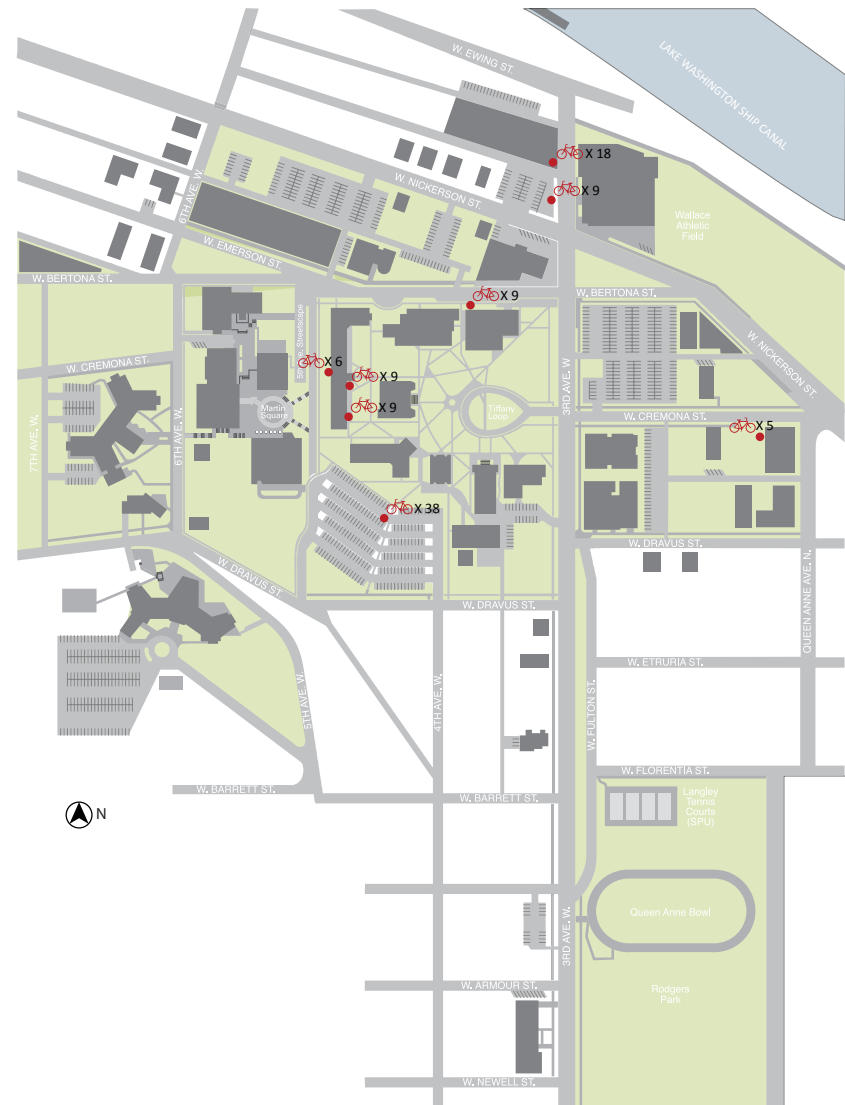 W. EWING ST.
LAKE WASHINGTON SHIP CANAL
X 18
X 9
W. NICKERSON ST.
6TH AVE. W.
Wallace
Athletic
Field
W. EMERSON ST.
W. BERTONA ST.
X 9
W. BERTONA ST.
W. NICKERSON ST.
X 6
X 9
X 9
W. CREMONA ST.
3RD AVE. W.
Martin
Square
Tiffany
Loop
W. CREMONA ST.
X 5
7TH AVE. W.
6TH AVE. W.
X 38
W. DRAVUS ST.
W. DRAVUS ST.
W. DRAVUS ST.
QUEEN ANNE AVE. N.
W. ETRURIA ST.
5TH AVE. W.
4TH AVE. W.
W. FULTON ST.
W. FLORENTIA ST.
W. BARRETT ST.
W. BARRETT ST.
Langley
Tennis
Courts
(SPU)
N
Queen Anne Bowl
3RD AVE. W.
W. ARMOUR ST.
Rodgers
Park
W. NEWELL ST.